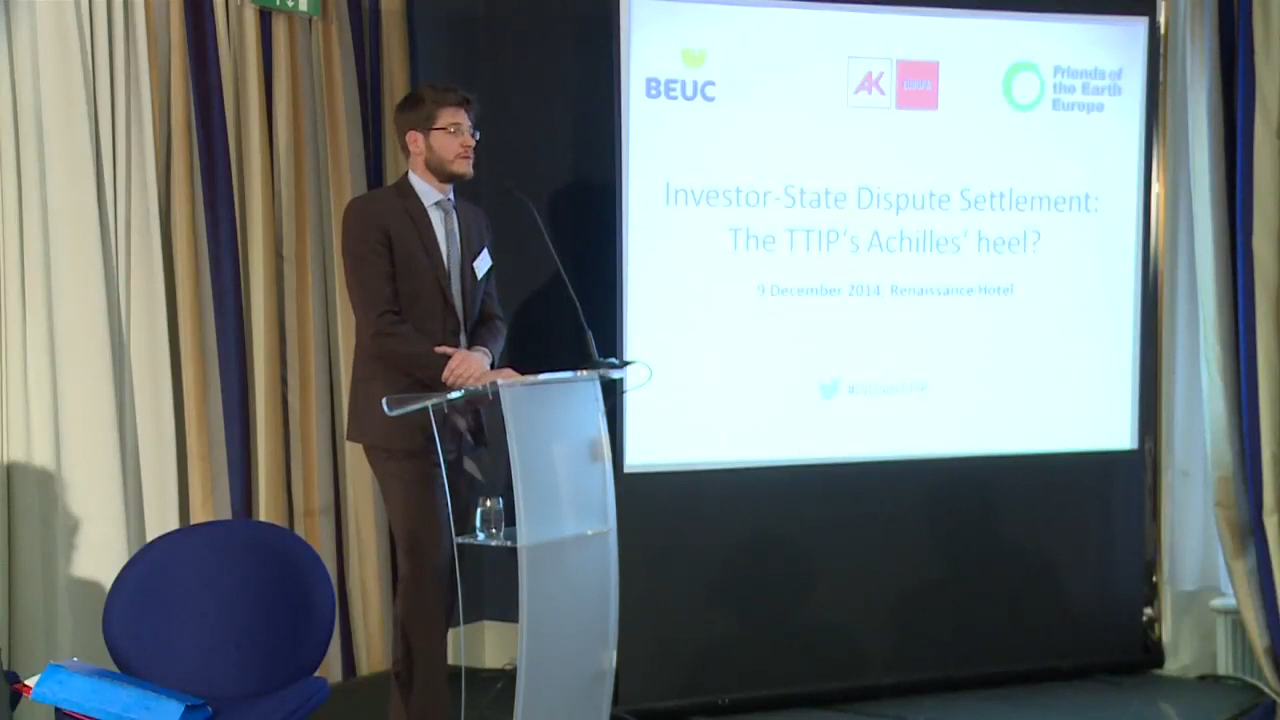 BEUC
AK
EUROPA
Friends of
the Earth
Europe
Investor-State Dispute Settlement:
The TTIP's Achilles' heel?
9 December 2014, Renaissance Hotel